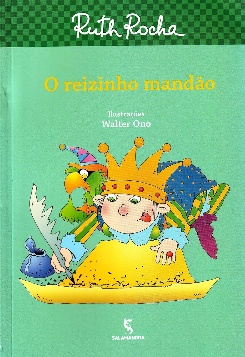 Ruth Rocha
O reizinho mandão
Ilustrações
Walter Ono
SALAMANDRA